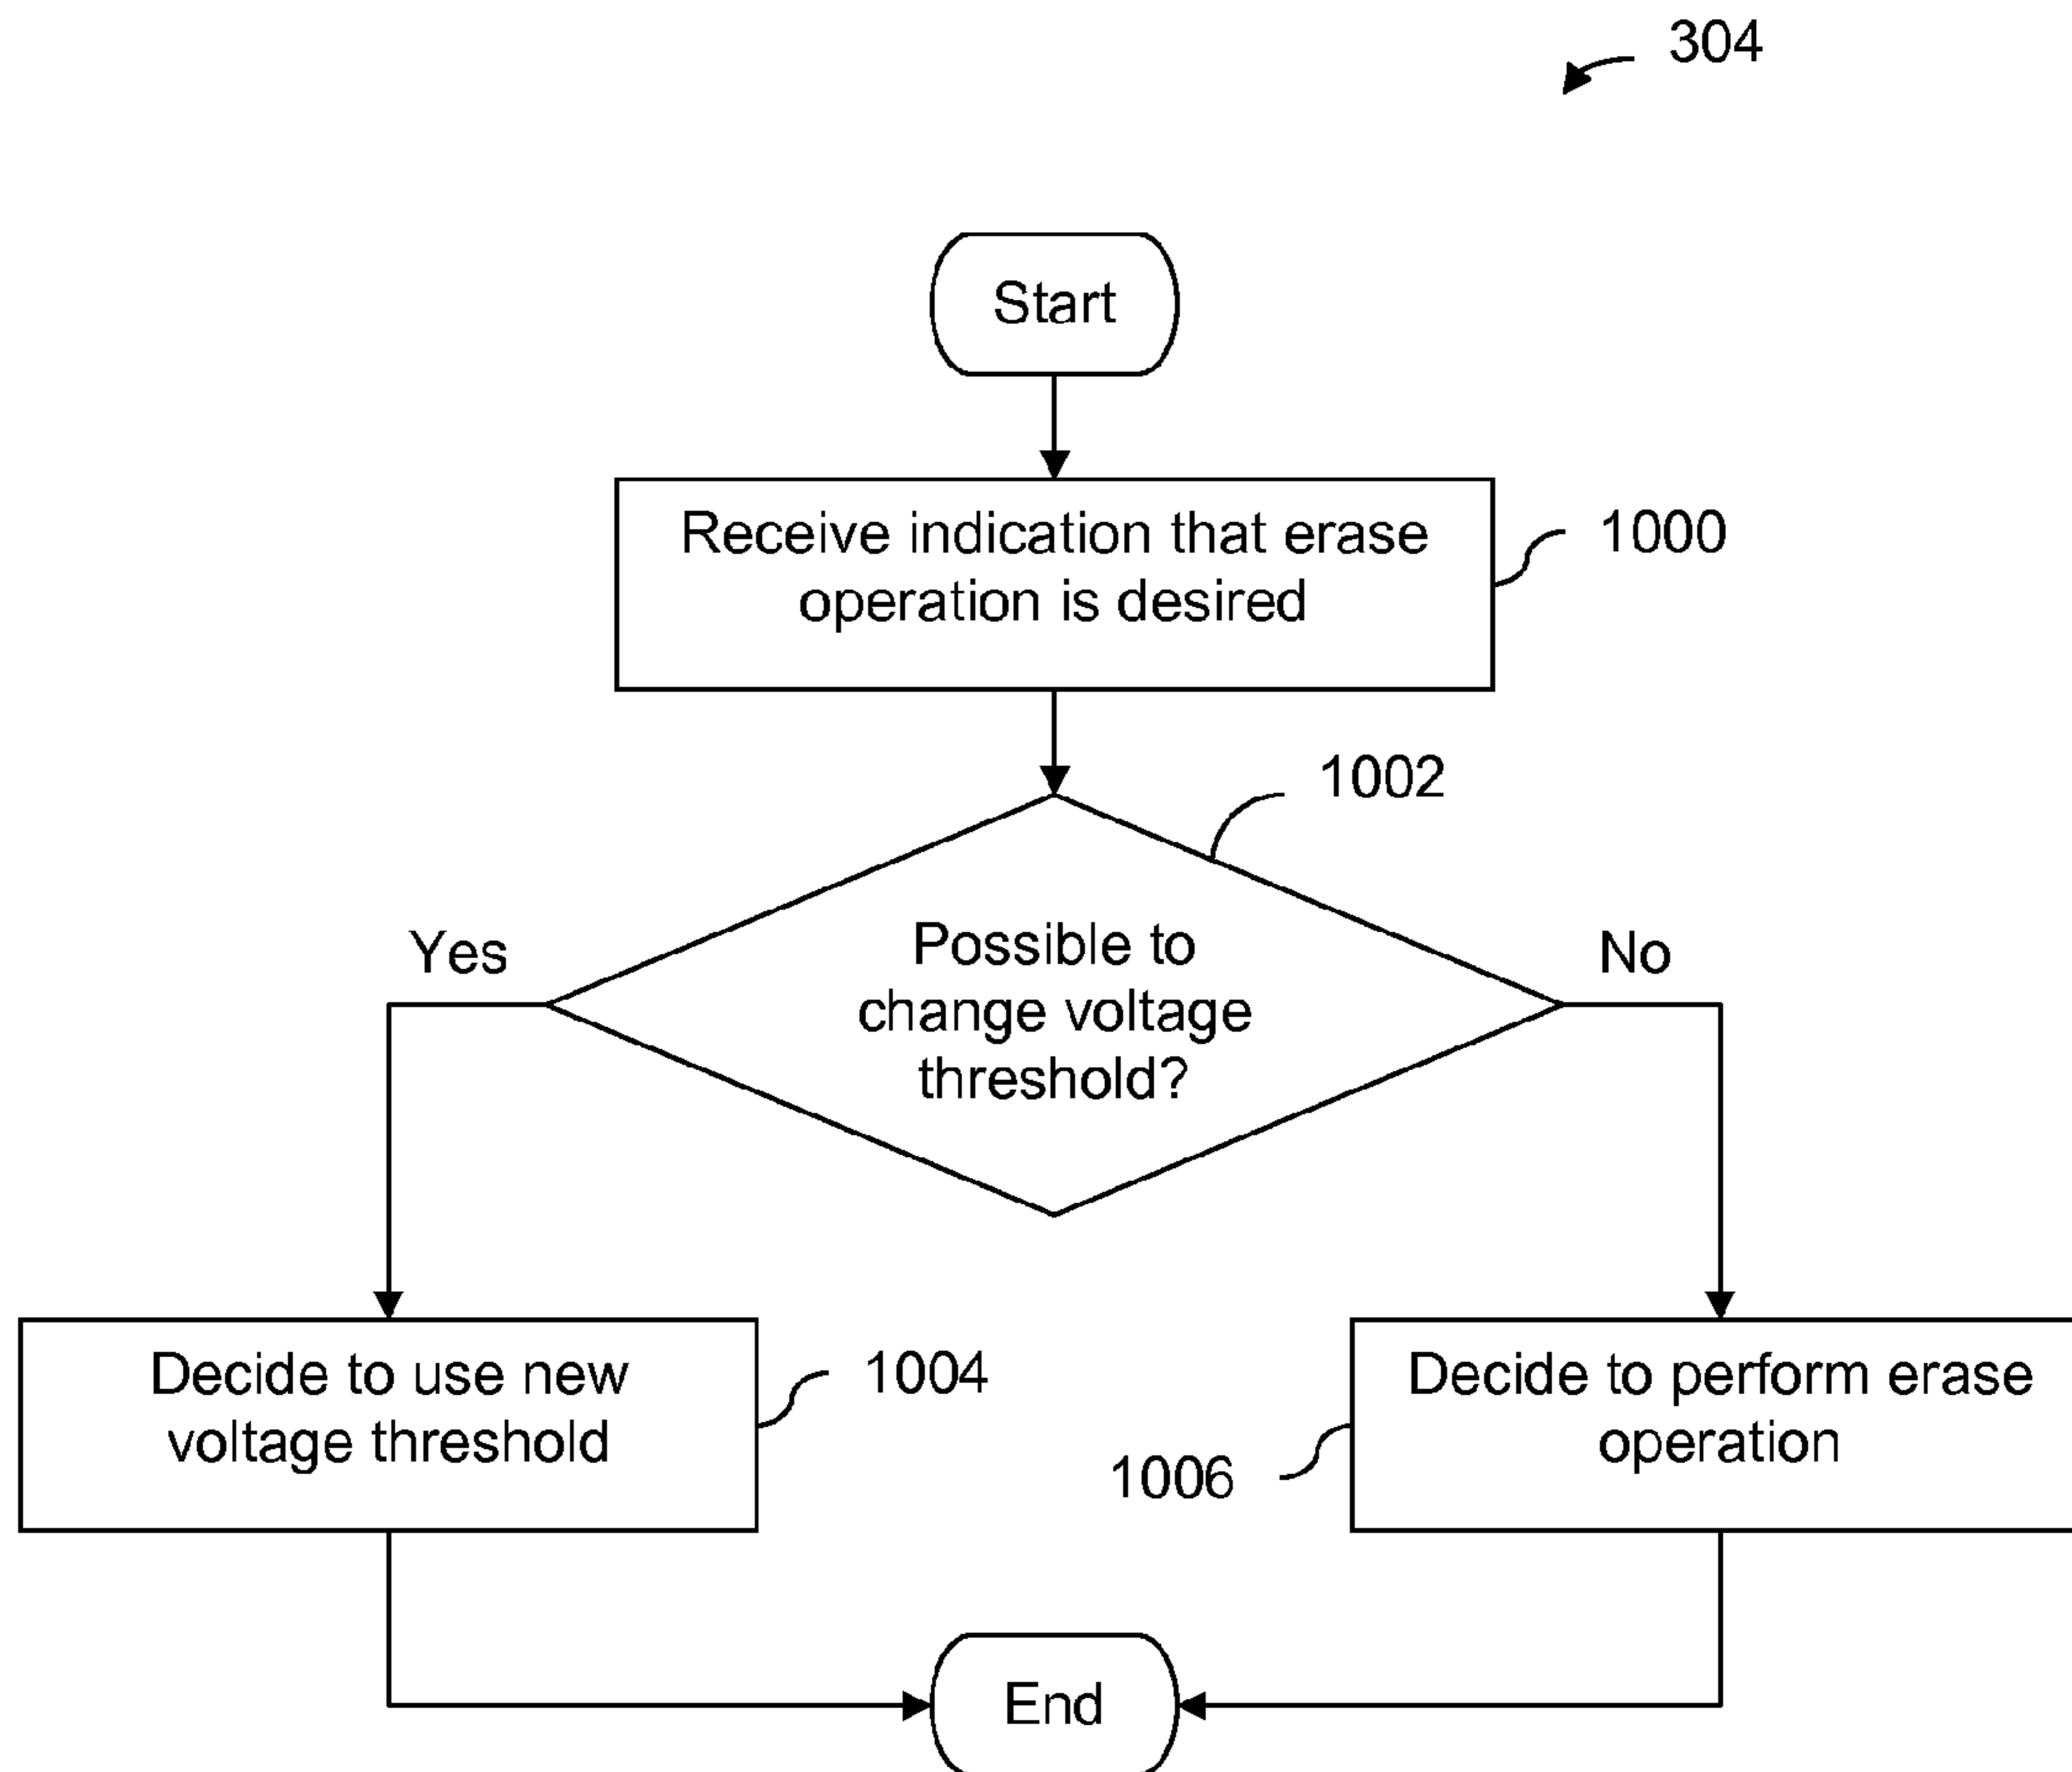 304
Start
Receive indication that erase
operation is desired
1000
1002
Possible to
change voltage
threshold?
Yes
No
Decide to use new
voltage threshold
1004
Decide to perform erase
operation
1006
End